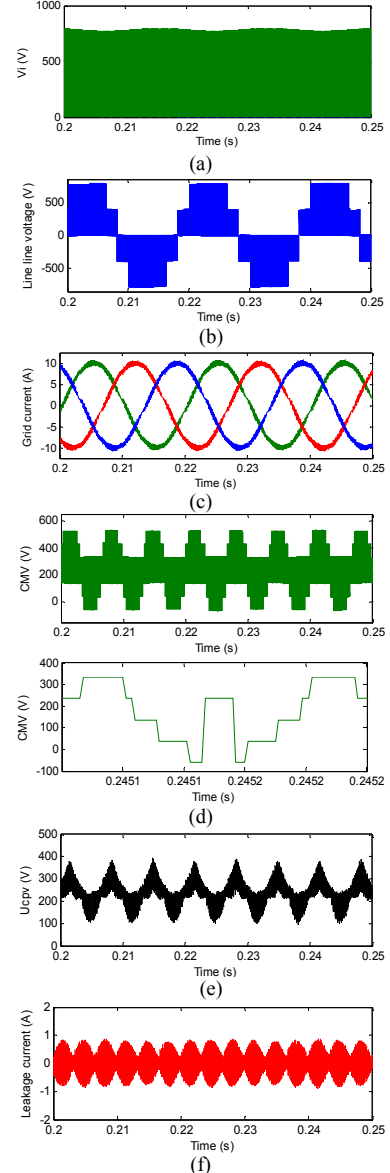 1000
500
0
Vi (V)
0.2 0.21 0.22 0.23 0.24 0.25
Time (s)
(a)
500
0
-500
Line line voltage (V)
0.2 0.21 0.22 0.23 0.24 0.25
Time (s)
(b)
10
5
0
-5
-10
Grid current (A)
0.2 0.21 0.22 0.23 0.24 0.25
Time (s)
(c)
600
400
200
0
CMV (V)
0.2 0.21 0.22 0.23 0.24 0.25
Time (s)
400
300
200
100
0
-100
CMV (V)
0.2451 0.2451 0.2452 0.2452 0.2452
Time (s)
(d)
500
400
300
200
100
0
Ucpv (V)
0.2 0.21 0.22 0.23 0.24 0.25
Time (s)
(e)
2
1
0
-1
-2
Leakage current (A)
0.2 0.21 0.22 0.23 0.24 0.25
Time (s)
(f)